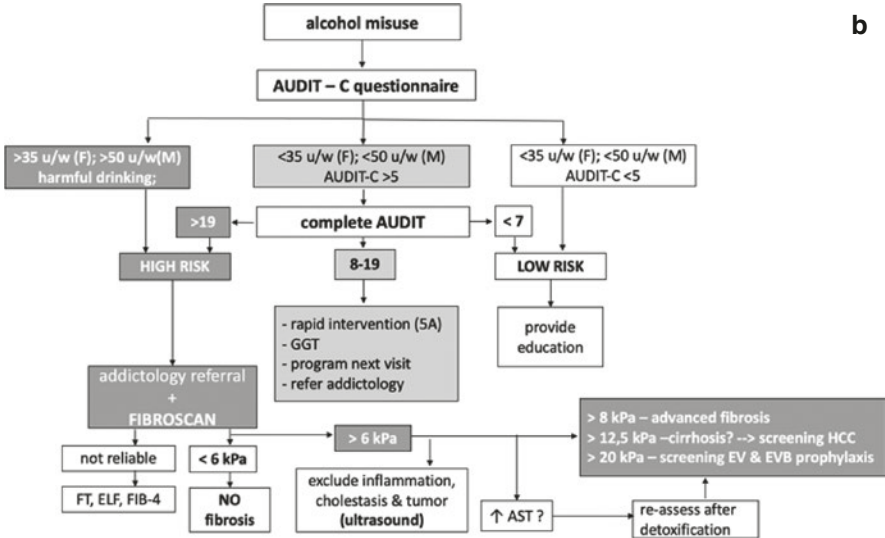 b
alcohol misuse
AUDIT – C questionnaire
>35 u/w (F); >50 u/w(M)
harmful drinking;
<35 u/w (F); <50 u/w (M)
AUDIT-C >5
<35 u/w (F); <50 u/w (M)
AUDIT-C <5
>19
complete AUDIT
< 7
HIGH RISK
8-19
LOW RISK
- rapid intervention (5A)
- GGT
- program next visit
- refer addictology
provide
education
addictology referral
+
FIBROSCAN
> 6 kPa
> 8 kPa – advanced fibrosis
> 12,5 kPa –cirrhosis? --> screening HCC
> 20 kPa – screening EV & EVB prophylaxis
not reliable
< 6 kPa
exclude inflammation,
cholestasis & tumor
(ultrasound)
FT, ELF, FIB-4
NO
fibrosis
↑ AST ?
re-assess after
detoxification